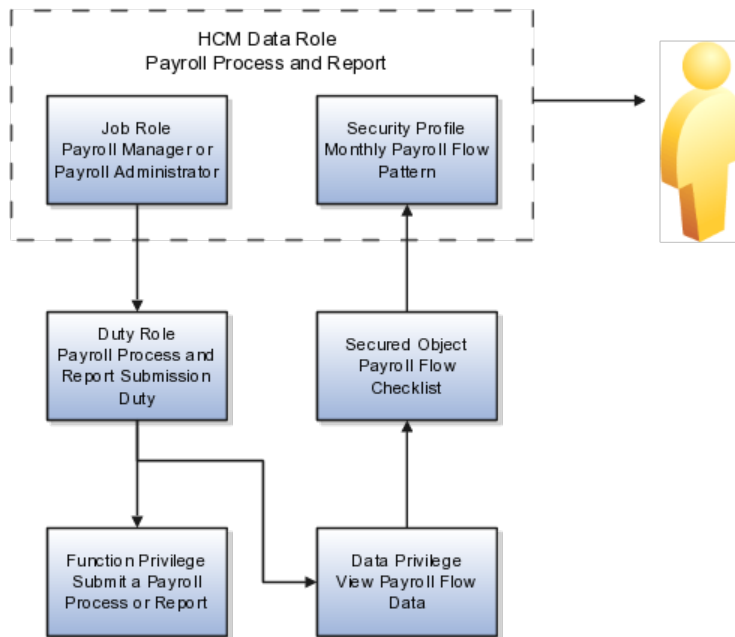 HCM Data Role
Payroll Process and Report
Job Role
Payroll Manager or
Payroll Administrator
Security Profile
Monthly Payroll Flow
Pattern
Duty Role
Payroll Process and
Report Submission
Duty
Secured Object
Payroll Flow
Checklist
Function Privilege
Submit a Payroll
Process or Report
Data Privilege
View Payroll Flow
Data